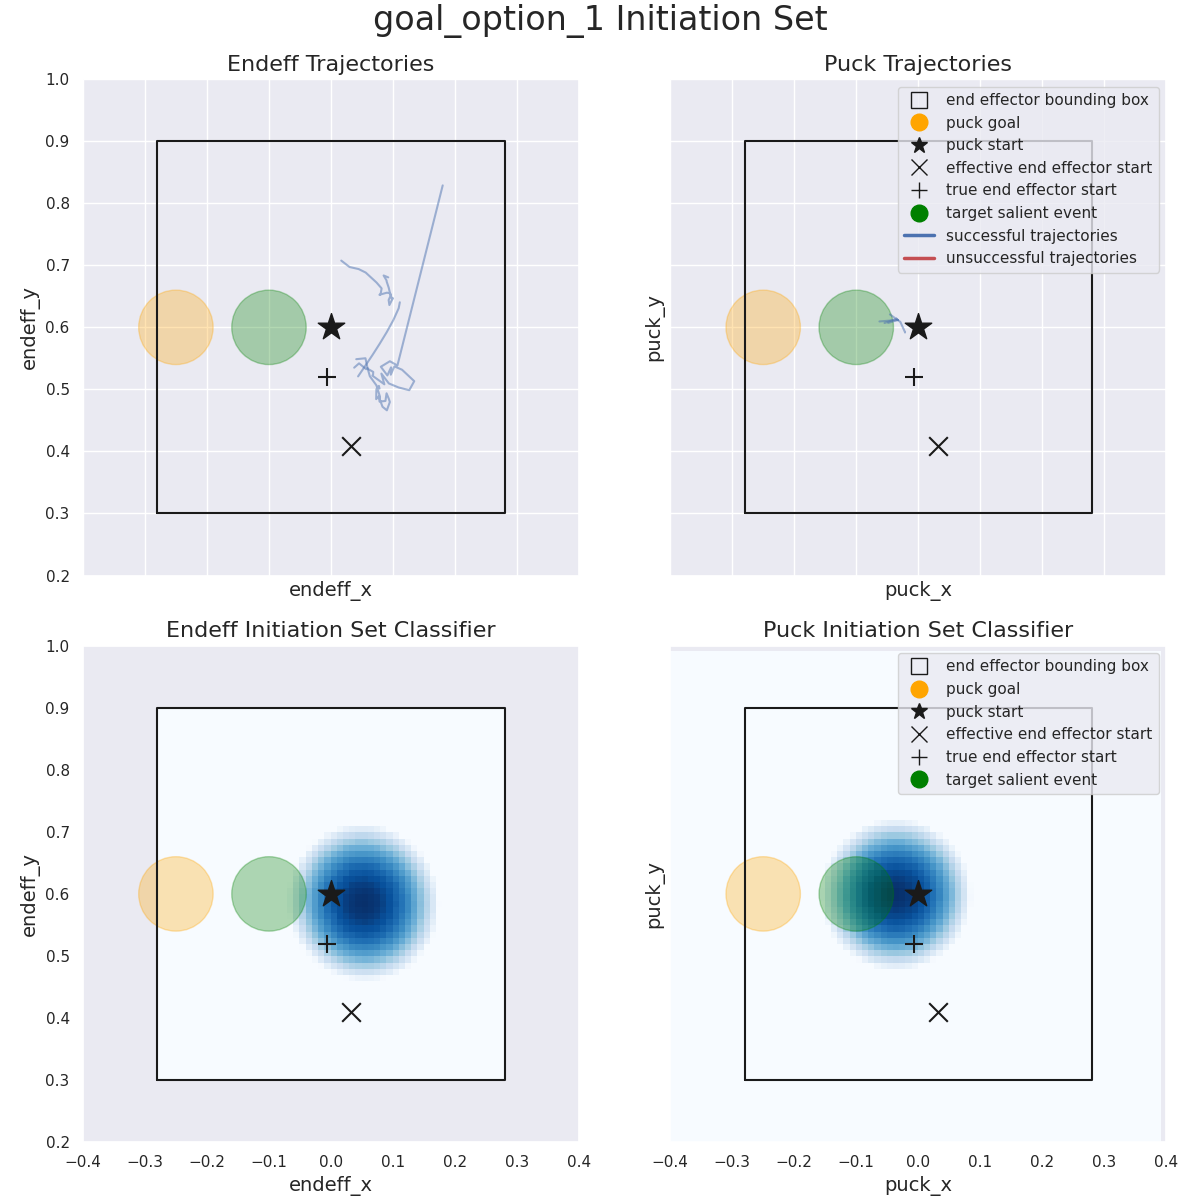 goal_option_1 Initiation Set
Endeff Trajectories
Puck Trajectories
1.0
0.9
0.8
0.7
0.6
0.5
0.4
0.3
0.2
endeff_y
endeff_x
end effector bounding box
puck goal
puck start
effective end effector start
true end effector start
target salient event
successful trajectories
unsuccessful trajectories
puck_y
puck_x
Endeff Initiation Set Classifier
Puck Initiation Set Classifier
1.0
0.9
0.8
0.7
0.6
0.5
0.4
0.3
0.2
endeff_y
−0.4 −0.3 −0.2 −0.1 0.0 0.1 0.2 0.3 0.4
endeff_x
end effector bounding box
puck goal
puck start
effective end effector start
true end effector start
target salient event
puck_y
−0.4 −0.3 −0.2 −0.1 0.0 0.1 0.2 0.3 0.4
puck_x